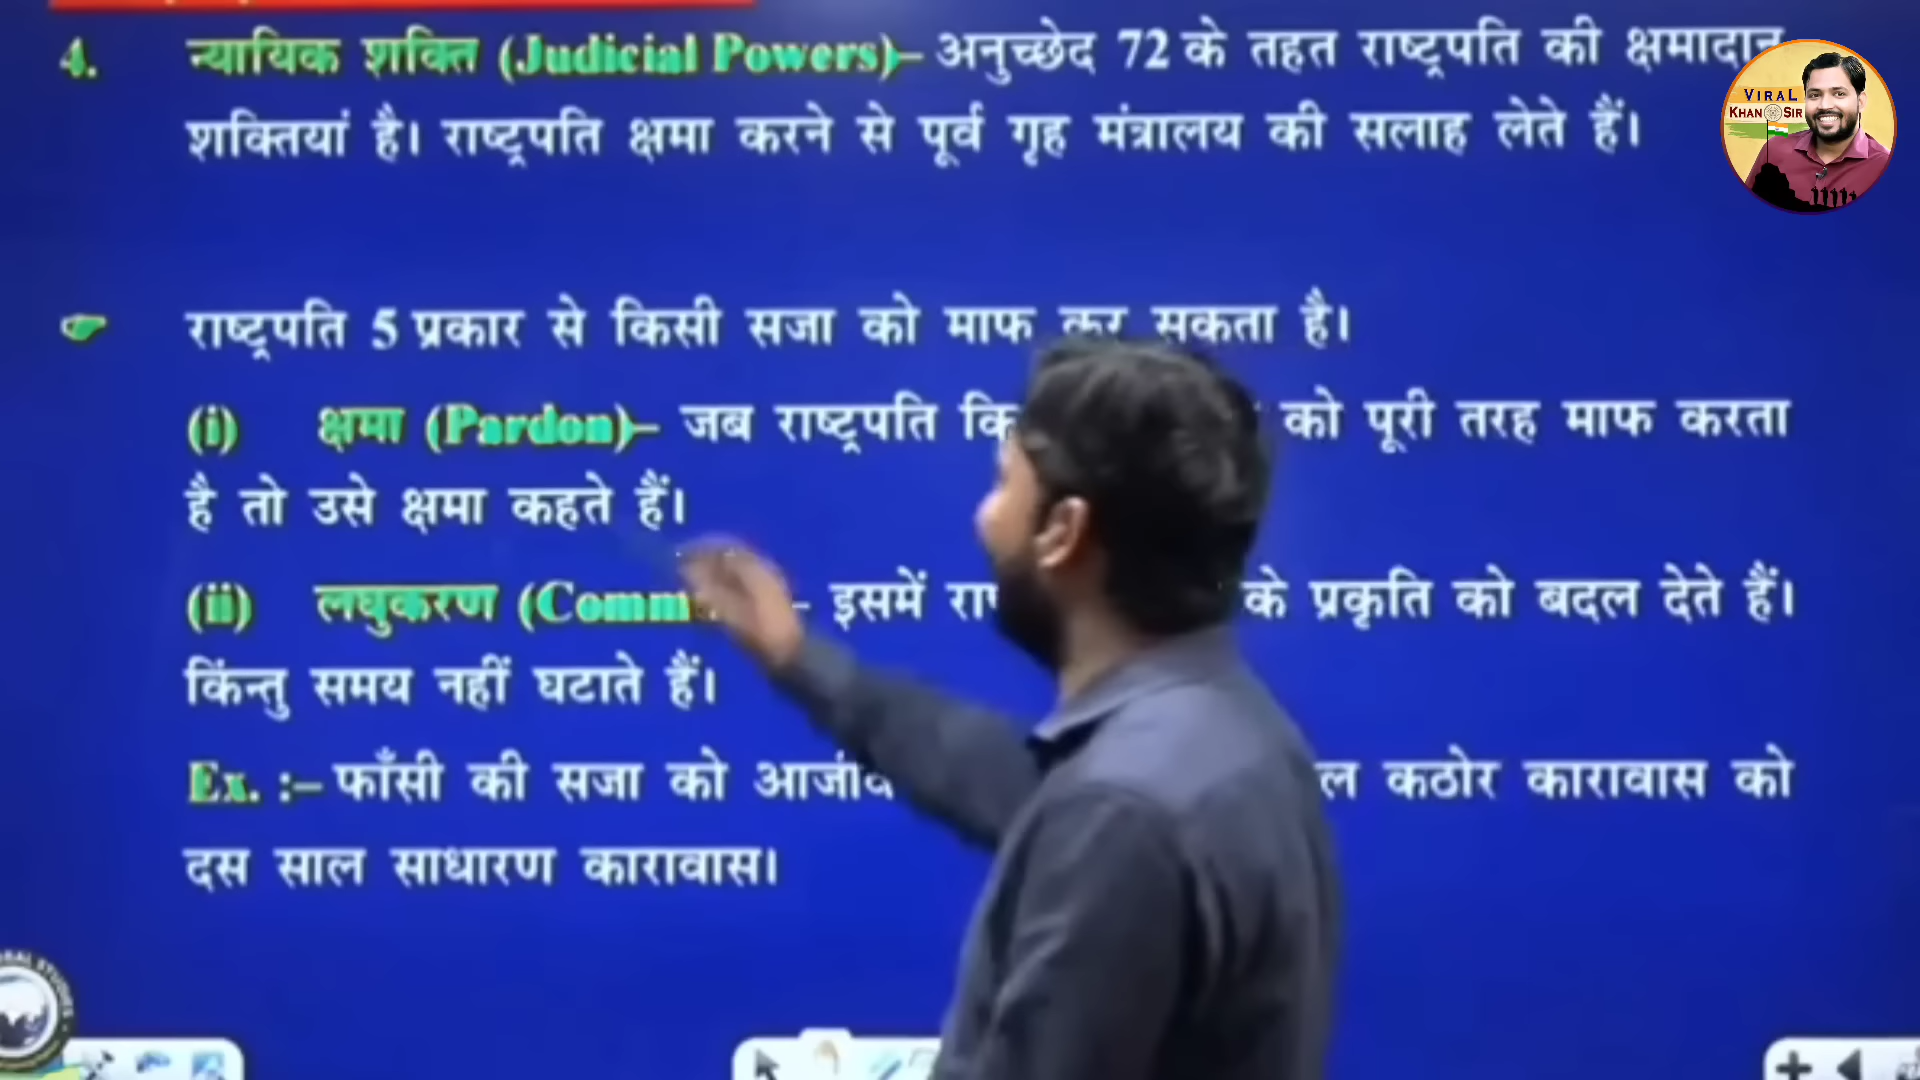 4. न्यायिक शक्ति (Judicial Powers)– अनुच्छेद 72 के तहत राष्ट्रपति की क्षमादान
VIRAL
KHAN SIR
शक्तियां है। राष्ट्रपति क्षमा करने से पूर्व गृह मंत्रालय की सलाह लेते हैं।
राष्ट्रपति 5 प्रकार से किसी सजा को माफ कर सकता है।
(i) क्षमा (Pardon)– जब राष्ट्रपति को पूरी तरह माफ करता
है तो उसे क्षमा कहते हैं।
(ii) लघुकरण – इसमें के प्रकृति को बदल देते हैं।
किंन्तु समय नहीं घटाते हैं।
Ex. :– फाँसी की सजा को कठोर कारावास को
दस साल साधारण कारावास।